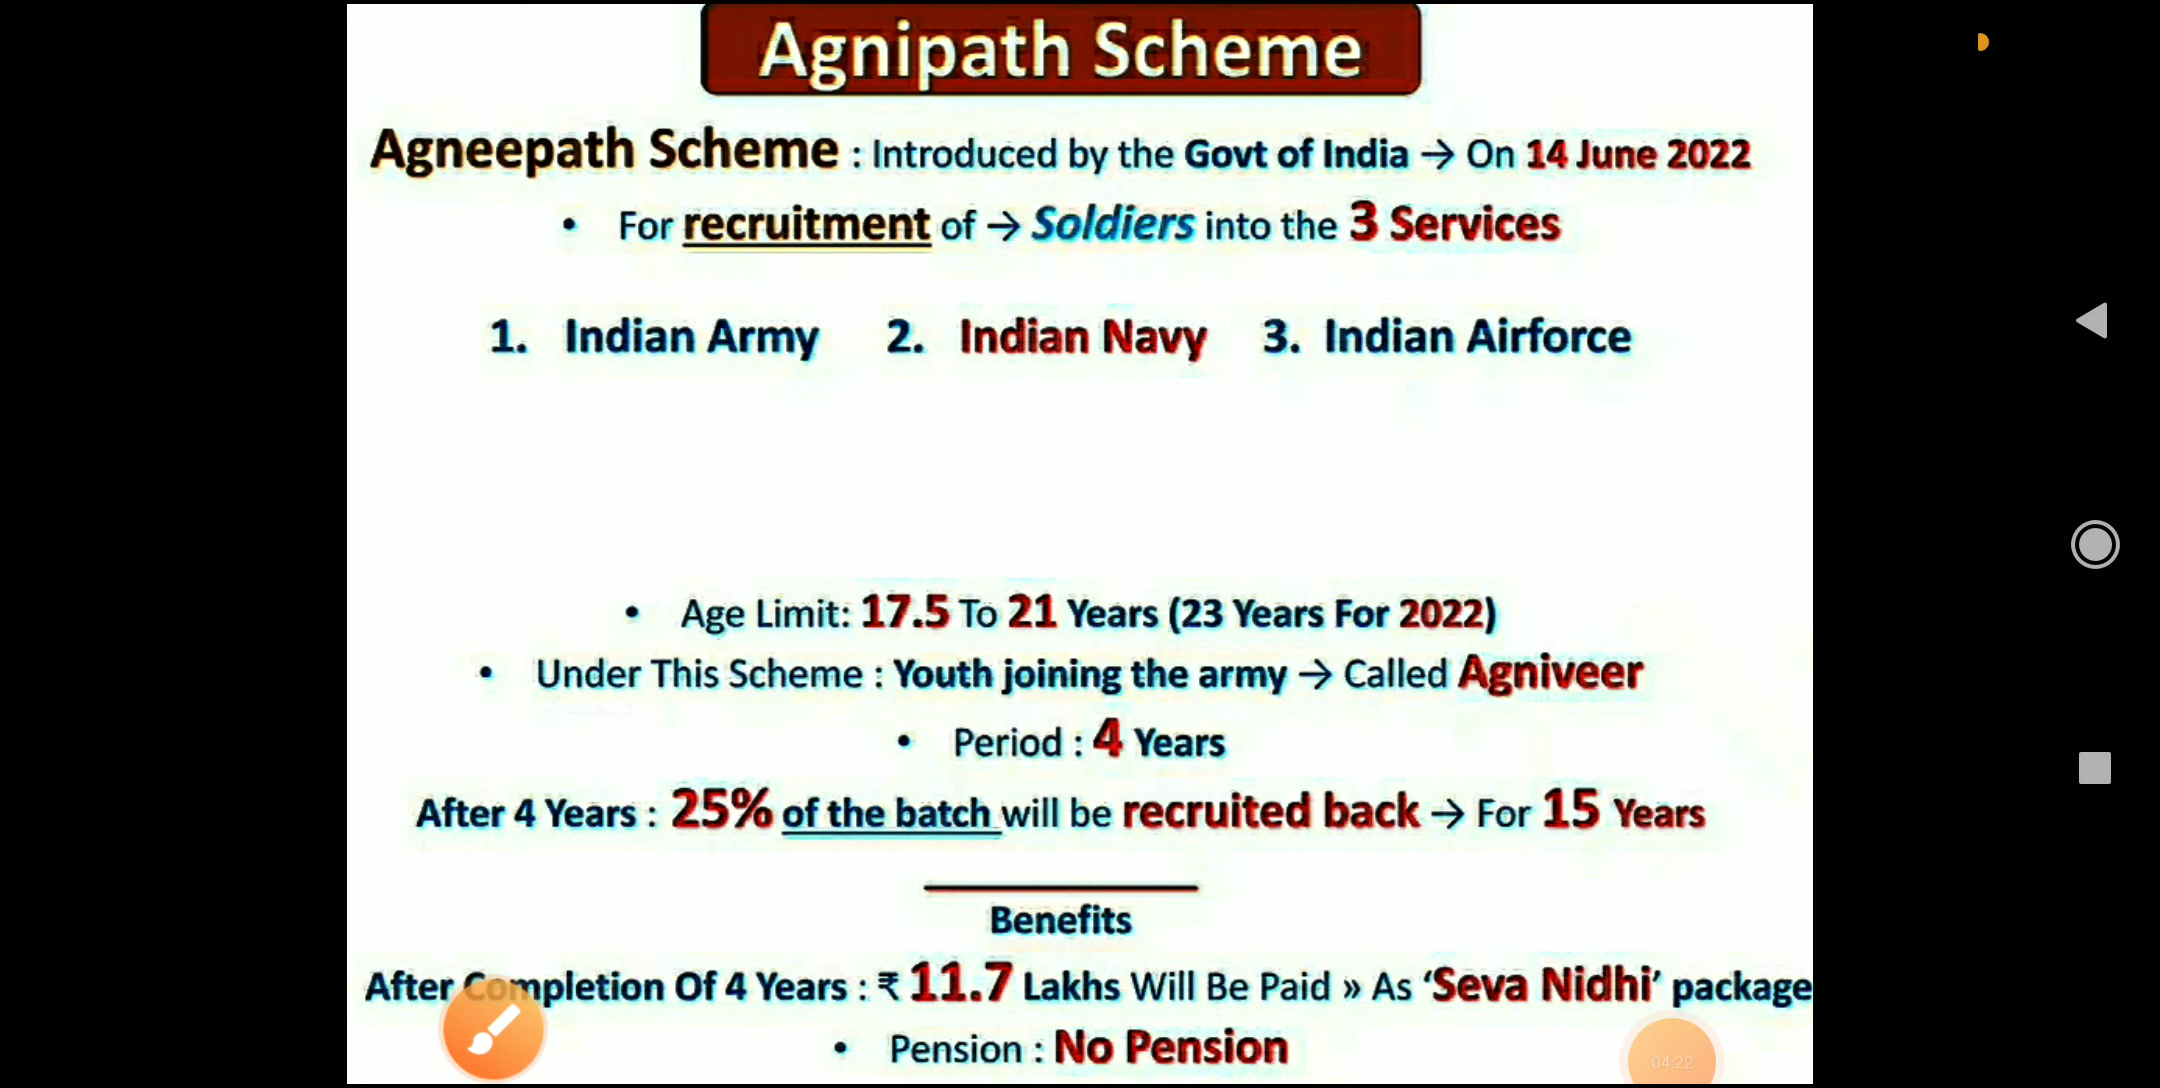 Agnipath Scheme
Agneepath Scheme : Introduced by the Govt of India → On 14 June 2022
• For recruitment of → Soldiers into the 3 Services
1. Indian Army 2. Indian Navy 3. Indian Airforce
• Age Limit: 17.5 To 21 Years (23 Years For 2022)
• Under This Scheme : Youth joining the army → Called Agniveer
• Period : 4 Years
After 4 Years : 25% of the batch will be recruited back → For 15 Years
Benefits
After Completion Of 4 Years : ₹ 11.7 Lakhs Will Be Paid » As ‘Seva Nidhi’ package
• Pension : No Pension
04:22